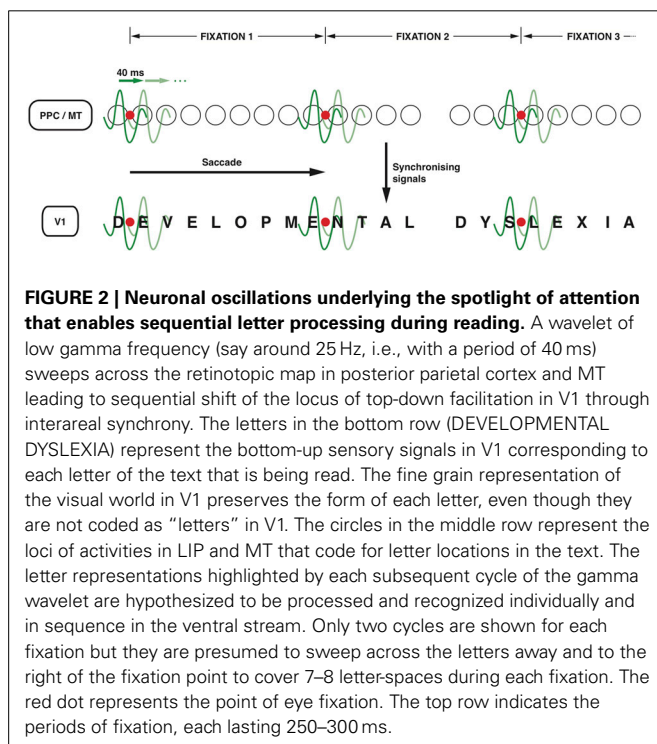 FIXATION 1 FIXATION 2 FIXATION 3
40 ms
...
PPC / MT
Saccade
Synchronising
signals
V1
D E V E L O P M E N T A L D Y S L E X I A
FIGURE 2 | Neuronal oscillations underlying the spotlight of attention
that enables sequential letter processing during reading. A wavelet of
low gamma frequency (say around 25 Hz, i.e., with a period of 40 ms)
sweeps across the retinotopic map in posterior parietal cortex and MT
leading to sequential shift of the locus of top-down facilitation in V1 through
interareal synchrony. The letters in the bottom row (DEVELOPMENTAL
DYSLEXIA) represent the bottom-up sensory signals in V1 corresponding to
each letter of the text that is being read. The fine grain representation of
the visual world in V1 preserves the form of each letter, even though they
are not coded as “letters” in V1. The circles in the middle row represent the
loci of activities in LIP and MT that code for letter locations in the text. The
letter representations highlighted by each subsequent cycle of the gamma
wavelet are hypothesized to be processed and recognized individually and
in sequence in the ventral stream. Only two cycles are shown for each
fixation but they are presumed to sweep across the letters away and to the
right of the fixation point to cover 7–8 letter-spaces during each fixation. The
red dot represents the point of eye fixation. The top row indicates the
periods of fixation, each lasting 250–300 ms.